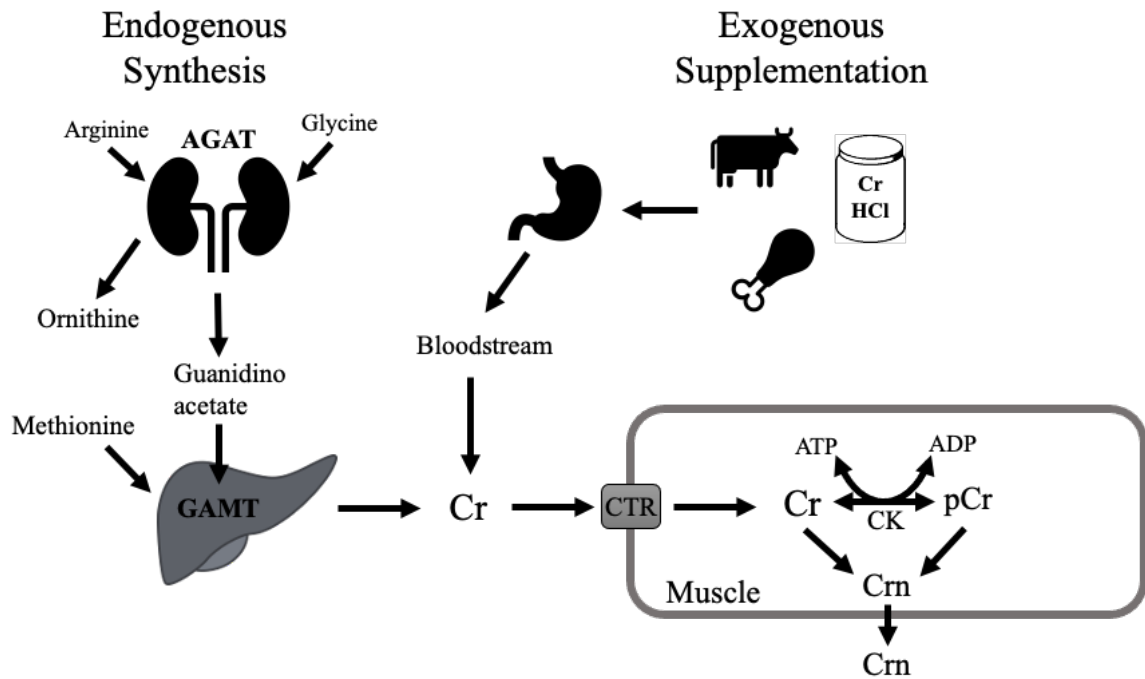 Endogenous
Synthesis
Exogenous
Supplementation
Arginine
AGAT
Glycine
Cr
HCl
Ornithine
Bloodstream
Guanidino
acetate
Methionine
GAMT
Cr
CTR
ATP
ADP
Cr
pCr
CK
Crn
Muscle
Crn